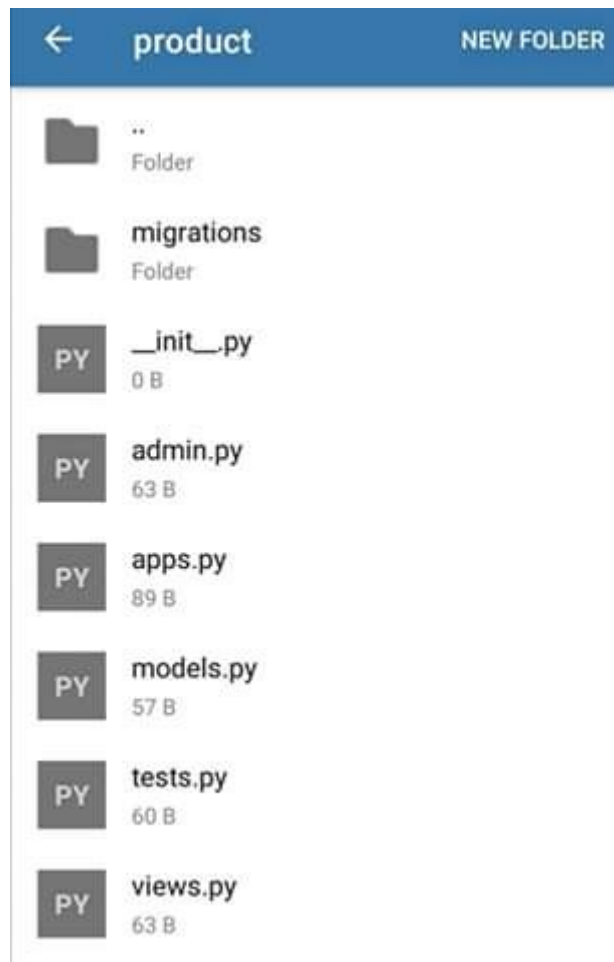 product NEW FOLDER
..
Folder
migrations
Folder
PY
__init__.py
0 B
PY
admin.py
63 B
PY
apps.py
89 B
PY
models.py
57 B
PY
tests.py
60 B
PY
views.py
63 B